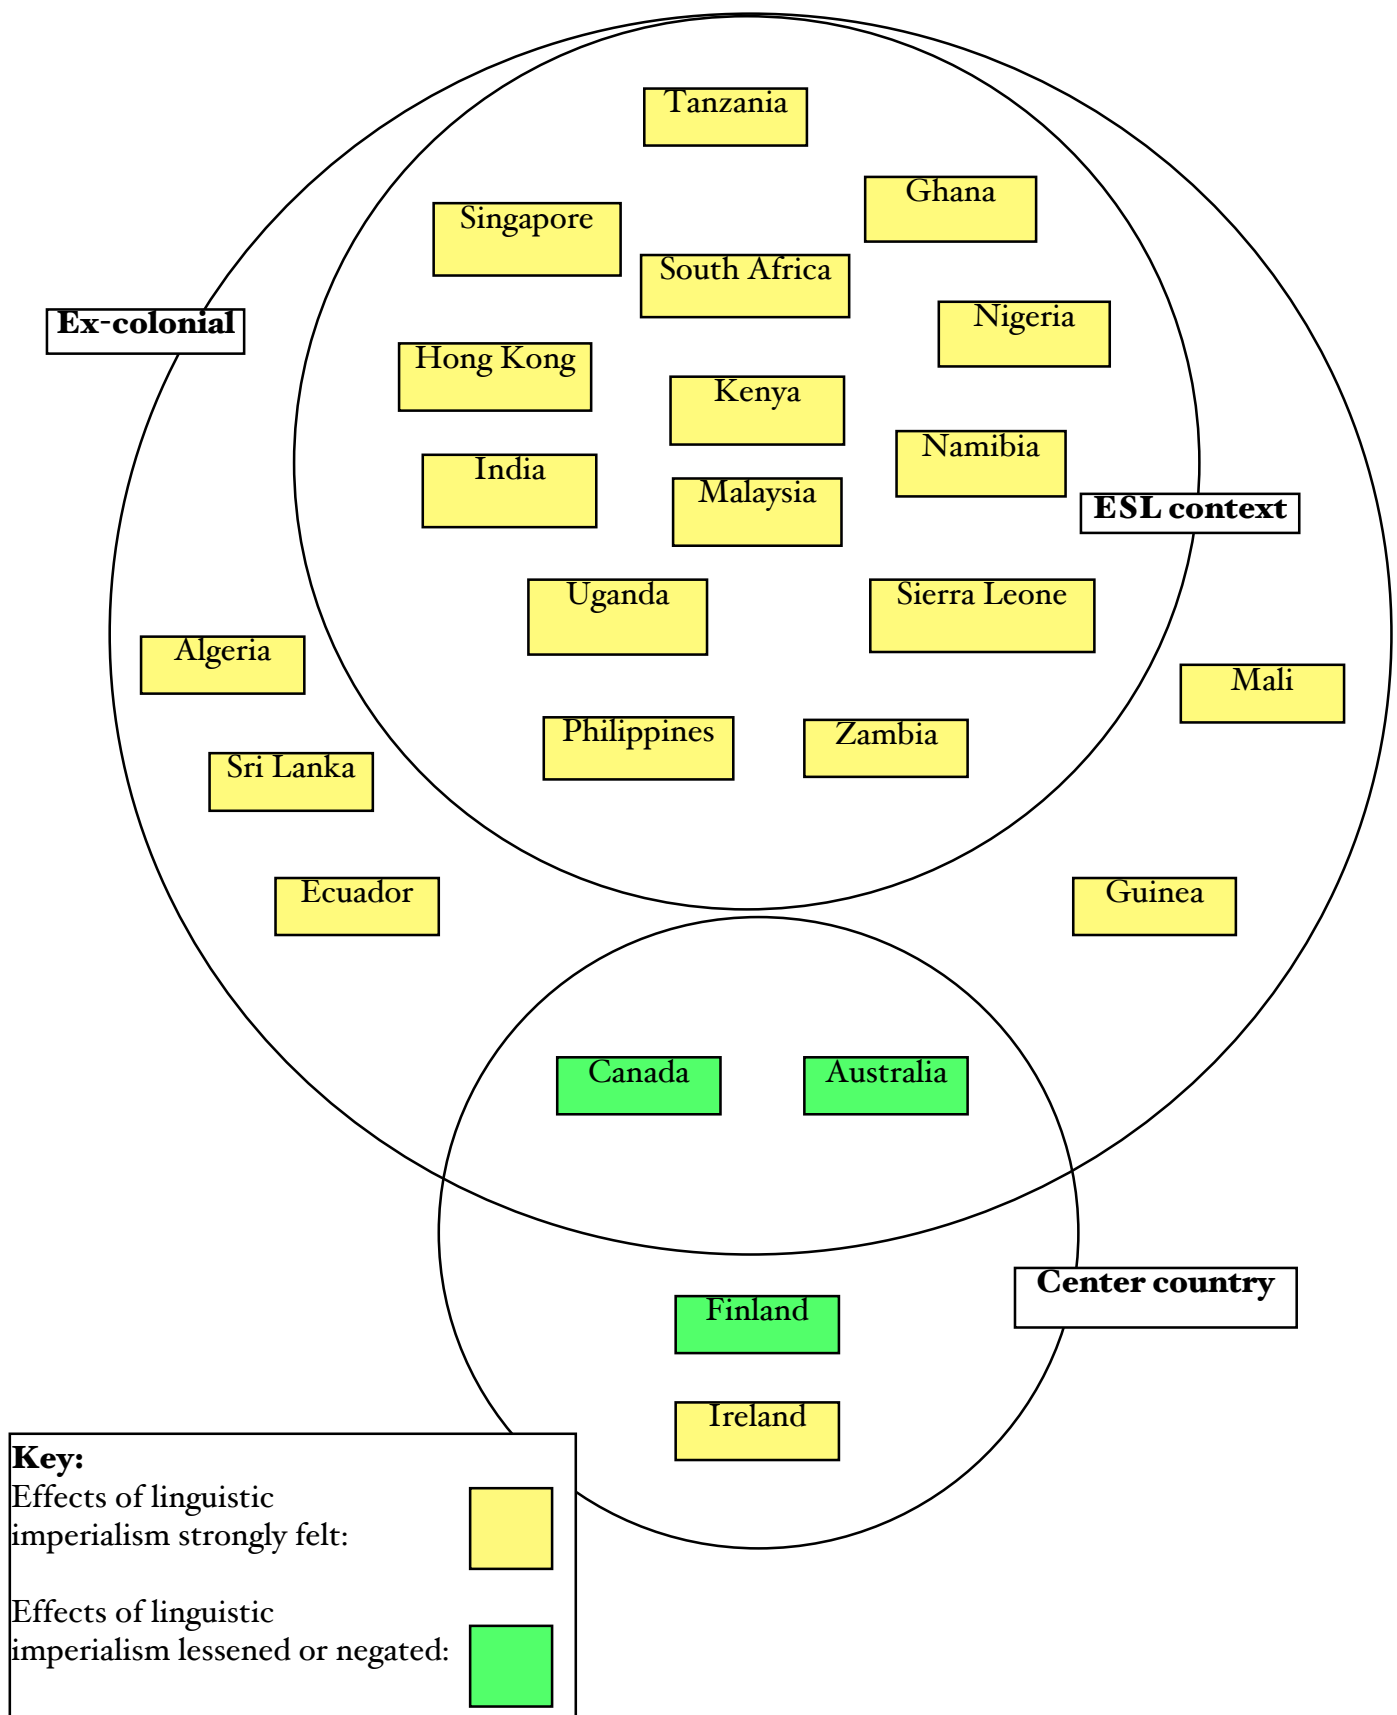 Tanzania
Ghana
Singapore
South Africa
Nigeria
Ex-colonial
Hong Kong
Kenya
Namibia
India
Malaysia
ESL context
Uganda
Sierra Leone
Algeria
Mali
Philippines
Zambia
Sri Lanka
Ecuador
Guinea
Canada
Australia
Center country
Finland
Ireland
Key:
Effects of linguistic
imperialism strongly felt:
Effects of linguistic
imperialism lessened or negated: